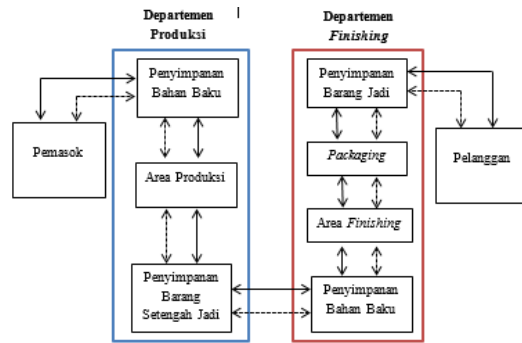 Departemen
Produksi
Departemen
Finishing
Penyimpanan
Bahan Baku
Penyimpanan
Barang Jadi
Pemasok
Pelanggan
Area Produksi
Packaging
Area Finishing
Penyimpanan
Barang
Setengah Jadi
Penyimpanan
Bahan Baku